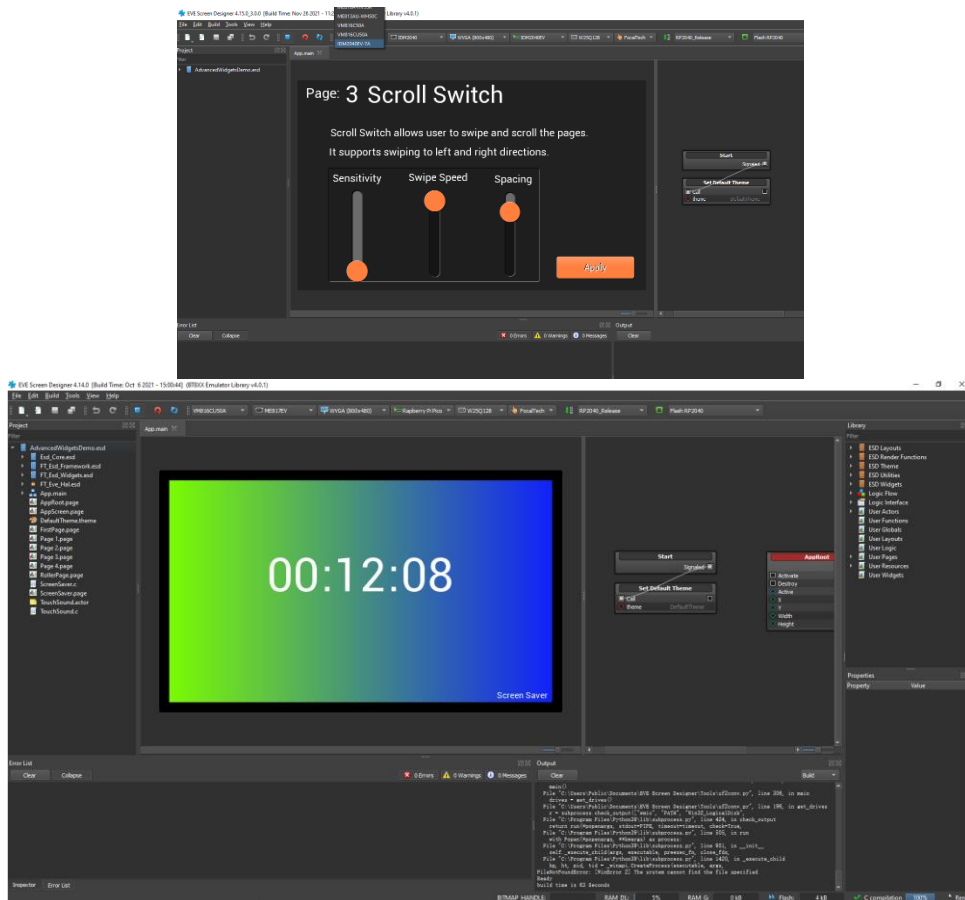 EVE Screen Designer 4.15.0_3.0.0 (Build Time: Nov 26 2021 - 11:
Library v4.0.1)
VM816C50A
VM816CU50A
IDM2040EV-7A
File Edit Build Tools View Help
IDM2040 WVGA (800x480) IDM2040EV W25Q128 FocalTech RP2040_Release Flash RP2040
Project
App.main
Filter
AdvancedWidgetsDemo.esd
Page: 3 Scroll Switch
Scroll Switch allows user to swipe and scroll the pages.
It supports swiping to left and right directions.
Sensitivity Swipe Speed Spacing
Apply
Start
Signaled
Set Default Theme
Call
theme DefaultTheme
Error List
Clear Collapse
0 Errors 0 Warnings 0 Messages
Output
Clear
EVE Screen Designer 4.14.0 (Build Time: Oct 6 2021 - 15:00:44) (BT8XX Emulator Library v4.0.1)
File Edit Build Tools View Help
VM816CU50A ME817EV WVGA (800x480) Rapberry Pi Pico W25Q128 FocalTech RP2040_Release Flash RP2040
Project
Filter
AdvancedWidgetsDemo.esd
Esd_Core.esd
FT_Esd_Framework.esd
FT_Esd_Widgets.esd
FT_Eve_Hal.esd
App.main
AppRoot.page
AppScreen.page
DefaultTheme.theme
FirstPage.page
Page 1.page
Page 2.page
Page 3.page
Page 4.page
RollerPage.page
ScreenSaver.c
ScreenSaver.page
TouchSound.actor
TouchSound.c
App.main
00:12:08
Screen Saver
Start
Signaled
Set Default Theme
Call
theme DefaultTheme
AppRoot
Activate
Destroy
Active
X
Y
Width
Height
Library
Filter
ESD Layouts
ESD Render Functions
ESD Theme
ESD Utilities
ESD Widgets
Logic Flow
Logic Interface
User Actors
User Functions
User Globals
User Layouts
User Logic
User Pages
User Resources
User Widgets
Properties
Property Value
Error List
Clear Collapse
0 Errors 0 Warnings 0 Messages
Output
Clear Build
main()
File "C:\Users\Public\Documents\EVE Screen Designer\Tools\uf2conv.py", line 308, in main
drives = get_drives()
File "C:\Users\Public\Documents\EVE Screen Designer\Tools\uf2conv.py", line 196, in get_drives
r = subprocess.check_output(["wmic", "PATH", "Win32_LogicalDisk",
File "C:\Program Files\Python39\lib\subprocess.py", line 424, in check_output
return run(*popenargs, stdout=PIPE, timeout=timeout, check=True,
File "C:\Program Files\Python39\lib\subprocess.py", line 505, in run
with Popen(*popenargs, **kwargs) as process:
File "C:\Program Files\Python39\lib\subprocess.py", line 951, in __init__
self._execute_child(args, executable, preexec_fn, close_fds,
File "C:\Program Files\Python39\lib\subprocess.py", line 1420, in _execute_child
hp, ht, pid, tid = _winapi.CreateProcess(executable, args,
FileNotFoundError: [WinError 2] The system cannot find the file specified
Ready
build time is 62 Seconds
Inspector Error List
BITMAP HANDLE: RAM DL: 5% RAM G: 0 kB Flash: 4 kB C compilation 100%